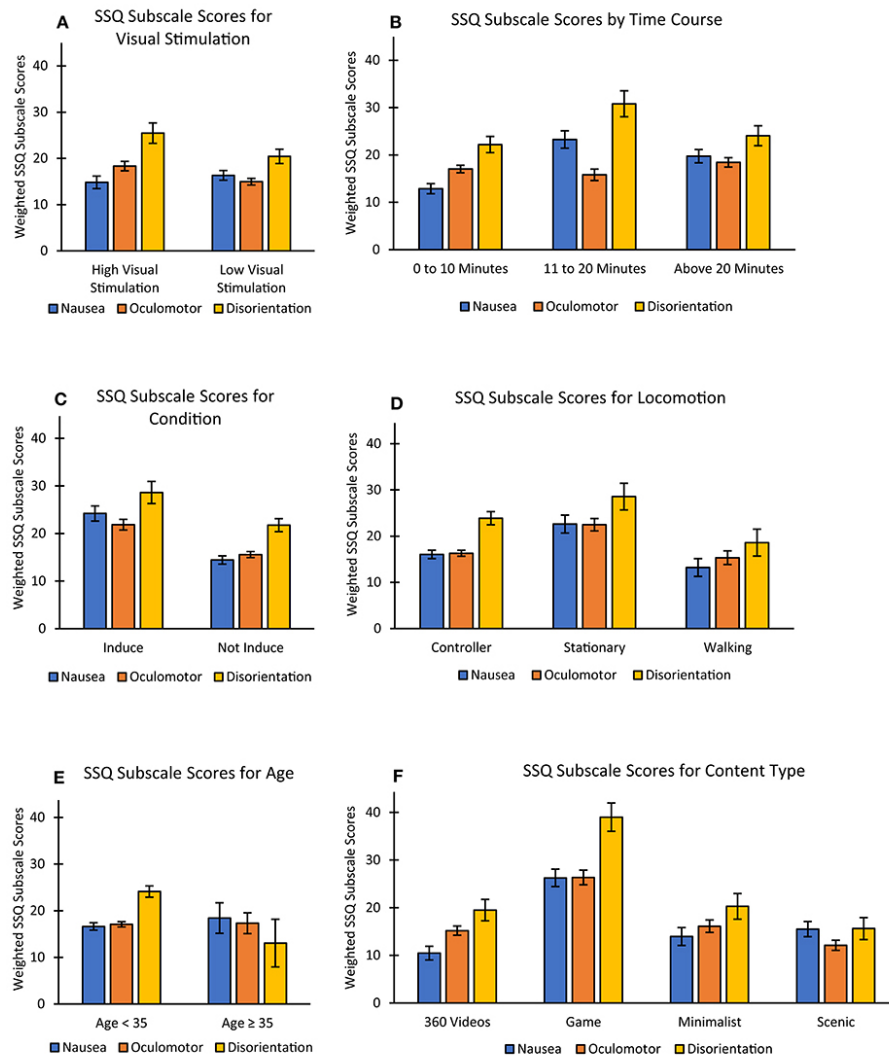 A
SSQ Subscale Scores for
Visual Stimulation
Weighted SSQ Subscale Scores
40
30
20
10
0
High Visual
Stimulation
Low Visual
Stimulation
Nausea Oculomotor Disorientation
B
SSQ Subscale Scores by Time Course
Weighted SSQ Subscale Scores
40
30
20
10
0
0 to 10 Minutes 11 to 20 Minutes Above 20 Minutes
Nausea Oculomotor Disorientation
C
SSQ Subscale Scores for
Condition
Weighted SSQ Subscale Scores
40
30
20
10
0
Induce Not Induce
Nausea Oculomotor Disorientation
D
SSQ Subscale Scores for Locomotion
Weighted SSQ Subscale Scores
40
30
20
10
0
Controller Stationary Walking
Nausea Oculomotor Disorientation
E
SSQ Subscale Scores for Age
Weighted SSQ Subscale Scores
40
30
20
10
0
Age < 35 Age ≥ 35
Nausea Oculomotor Disorientation
F
SSQ Subscale Scores for Content Type
Weighted SSQ Subscale Scores
40
30
20
10
0
360 Videos Game Minimalist Scenic
Nausea Oculomotor Disorientation